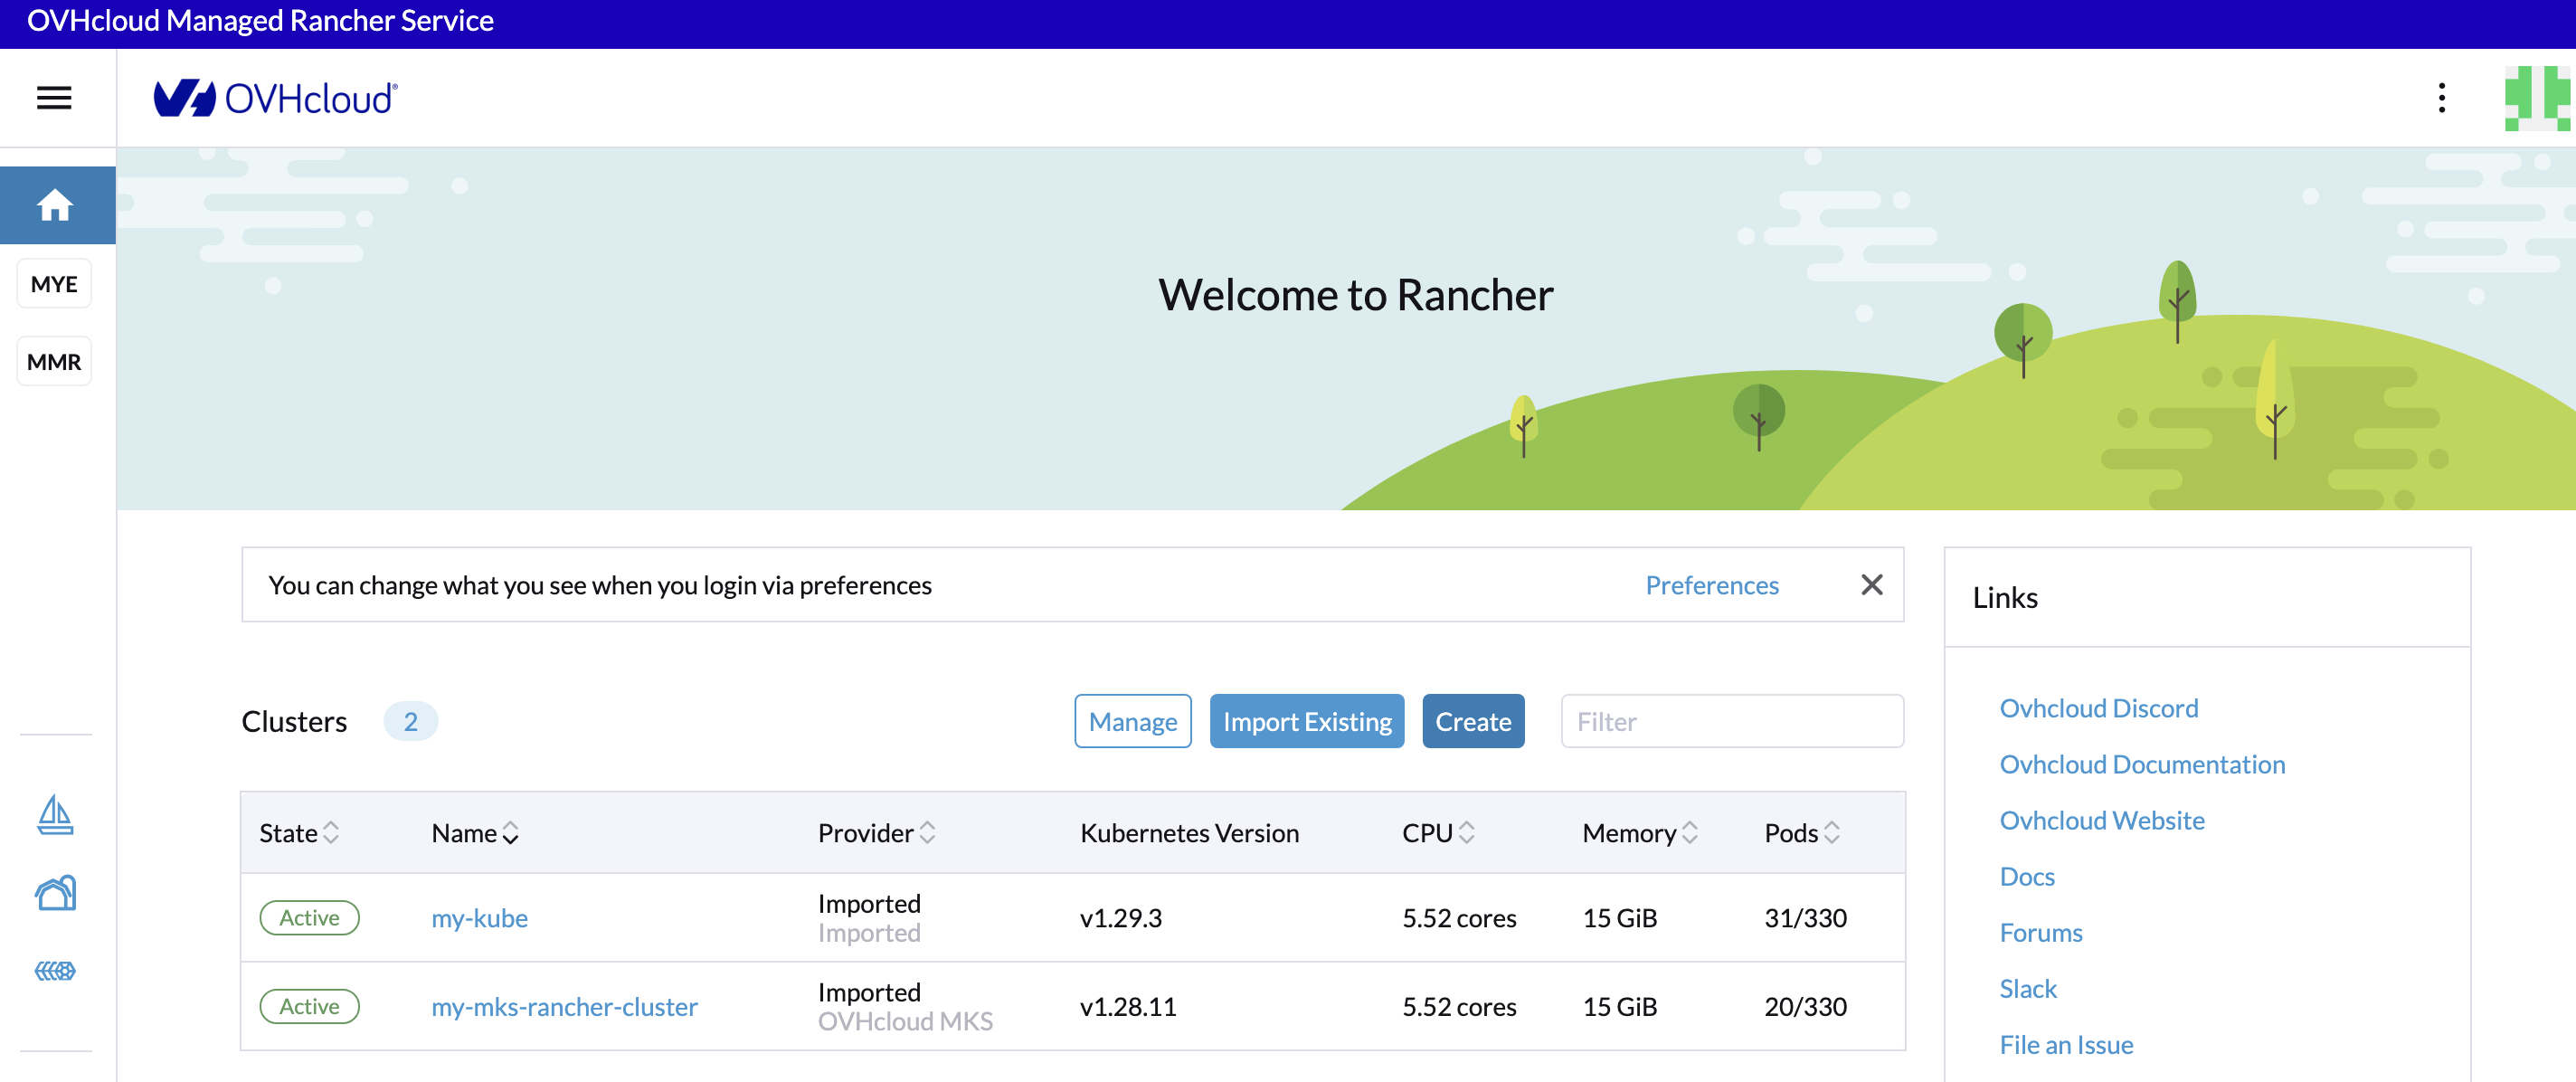 OVHcloud Managed Rancher Service
OVHcloud®
MYE
MMR
Welcome to Rancher
You can change what you see when you login via preferences Preferences
Links
Clusters 2 Manage Import Existing Create Filter
Ovhcloud Discord
Ovhcloud Documentation
Ovhcloud Website
Docs
Forums
Slack
File an Issue
State Name Provider Kubernetes Version CPU Memory Pods
Active my-kube Imported v1.29.3 5.52 cores 15 GiB 31/330
Imported
Active my-mks-rancher-cluster Imported v1.28.11 5.52 cores 15 GiB 20/330
OVHcloud MKS